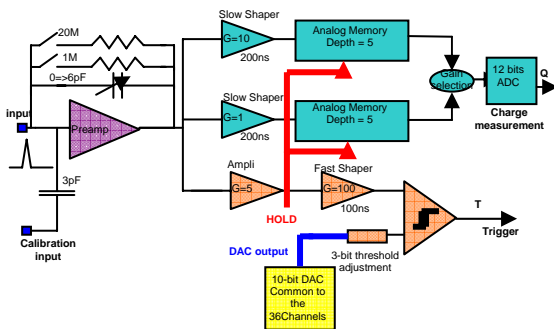 20M
1M
0=>6pF
input
Preamp
3pF
Calibration
input
Slow Shaper
G=10
200ns
Analog Memory
Depth = 5
Slow Shaper
G=1
200ns
Analog Memory
Depth = 5
Gain
selection
12 bits
ADC
Q
Charge
measurement
Ampli
G=5
HOLD
Fast Shaper
G=100
100ns
T
Trigger
DAC output
3-bit threshold
adjustment
10-bit DAC
Common to
the
36Channels